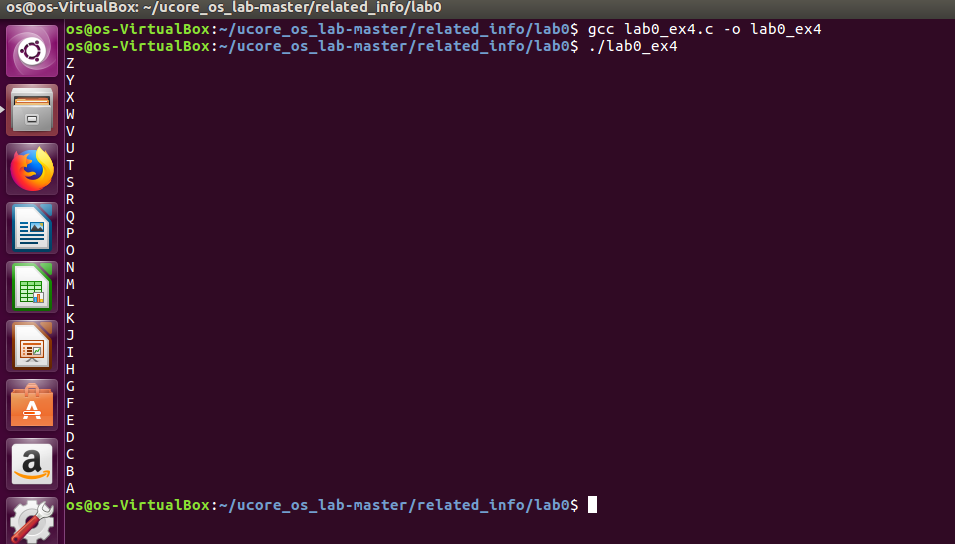 os@os-VirtualBox: ~/ucore_os_lab-master/related_info/lab0
os@os-VirtualBox:~/ucore_os_lab-master/related_info/lab0$ gcc lab0_ex4.c -o lab0_ex4
os@os-VirtualBox:~/ucore_os_lab-master/related_info/lab0$ ./lab0_ex4
Z
Y
X
W
V
U
T
S
R
Q
P
O
N
M
L
K
J
I
H
G
F
E
D
C
B
A
os@os-VirtualBox:~/ucore_os_lab-master/related_info/lab0$